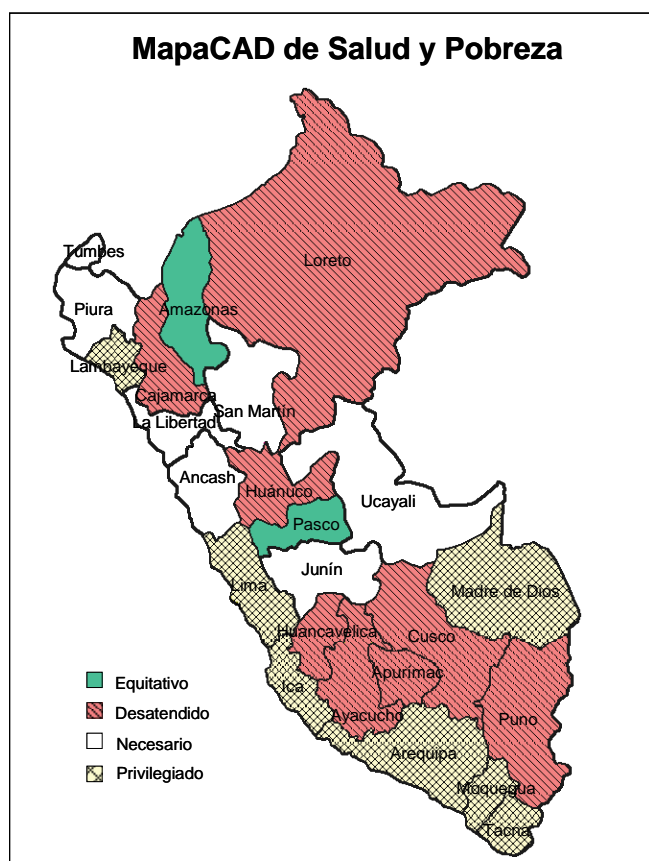 MapaCAD de Salud y Pobreza
Túmbes
Loreto
Piura
Amazonas
Lambayeque
Cajamarca
San Martín
La Libertad
Ancash
Huánuco
Ucayali
Pasco
Junín
Lima
Madre de Dios
Huancavelica
Cusco
Apurímac
Ica
Ayacucho
Puno
Arequipa
Moquegua
Tacna
Equitativo
Desatendido
Necesario
Privilegiado